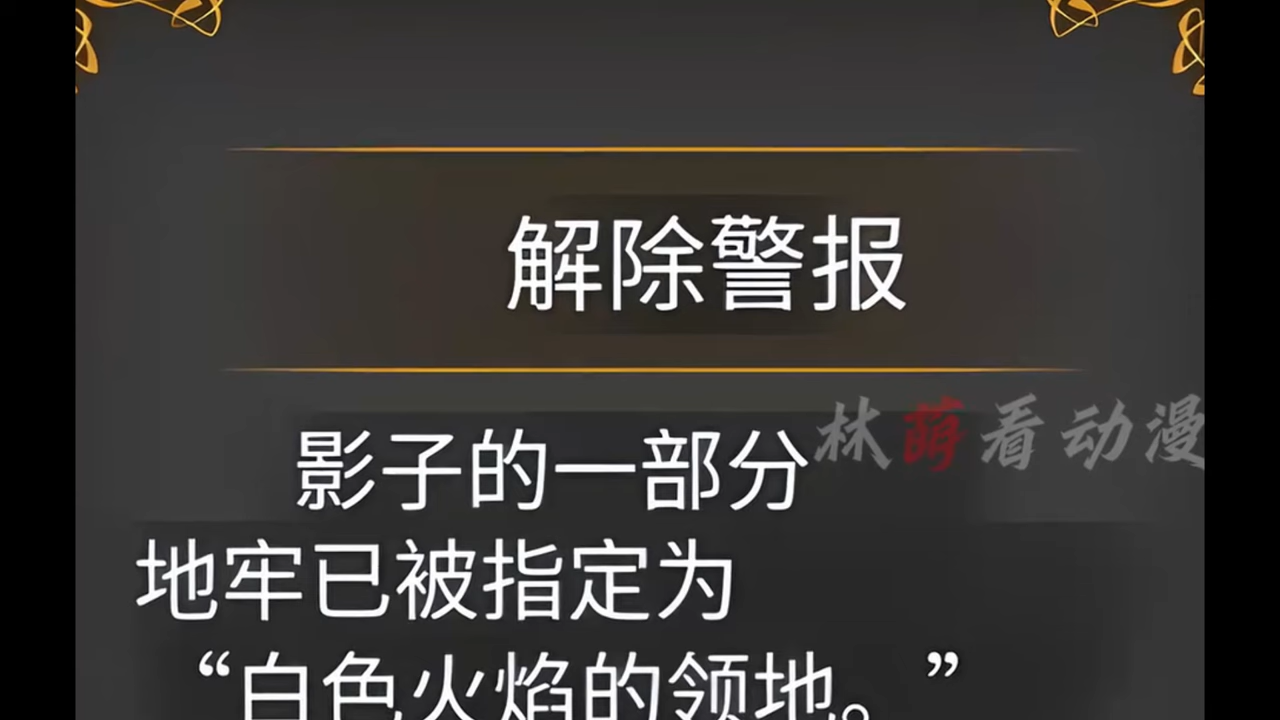 解除警报
林萌看动漫
影子的一部分
地牢已被指定为
“白色火焰的领地。”